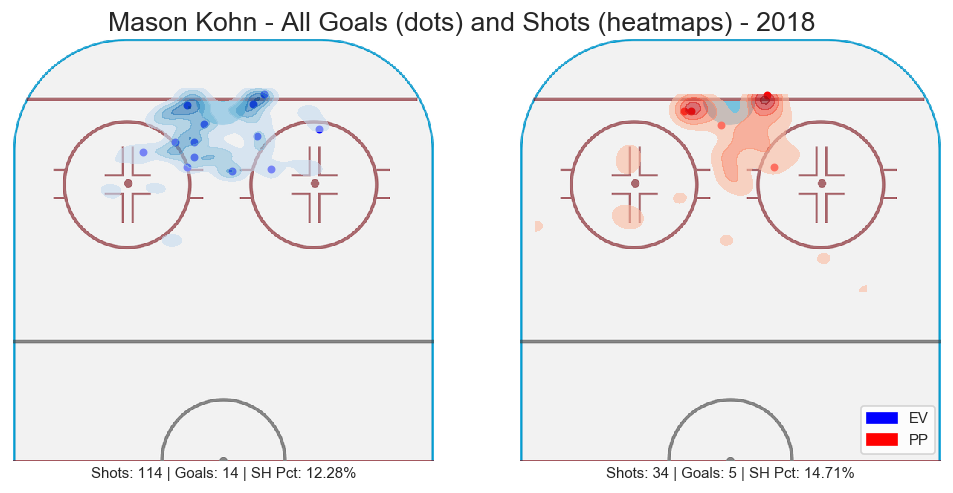 Mason Kohn - All Goals (dots) and Shots (heatmaps) - 2018
EV
PP
Shots: 114 | Goals: 14 | SH Pct: 12.28%
Shots: 34 | Goals: 5 | SH Pct: 14.71%